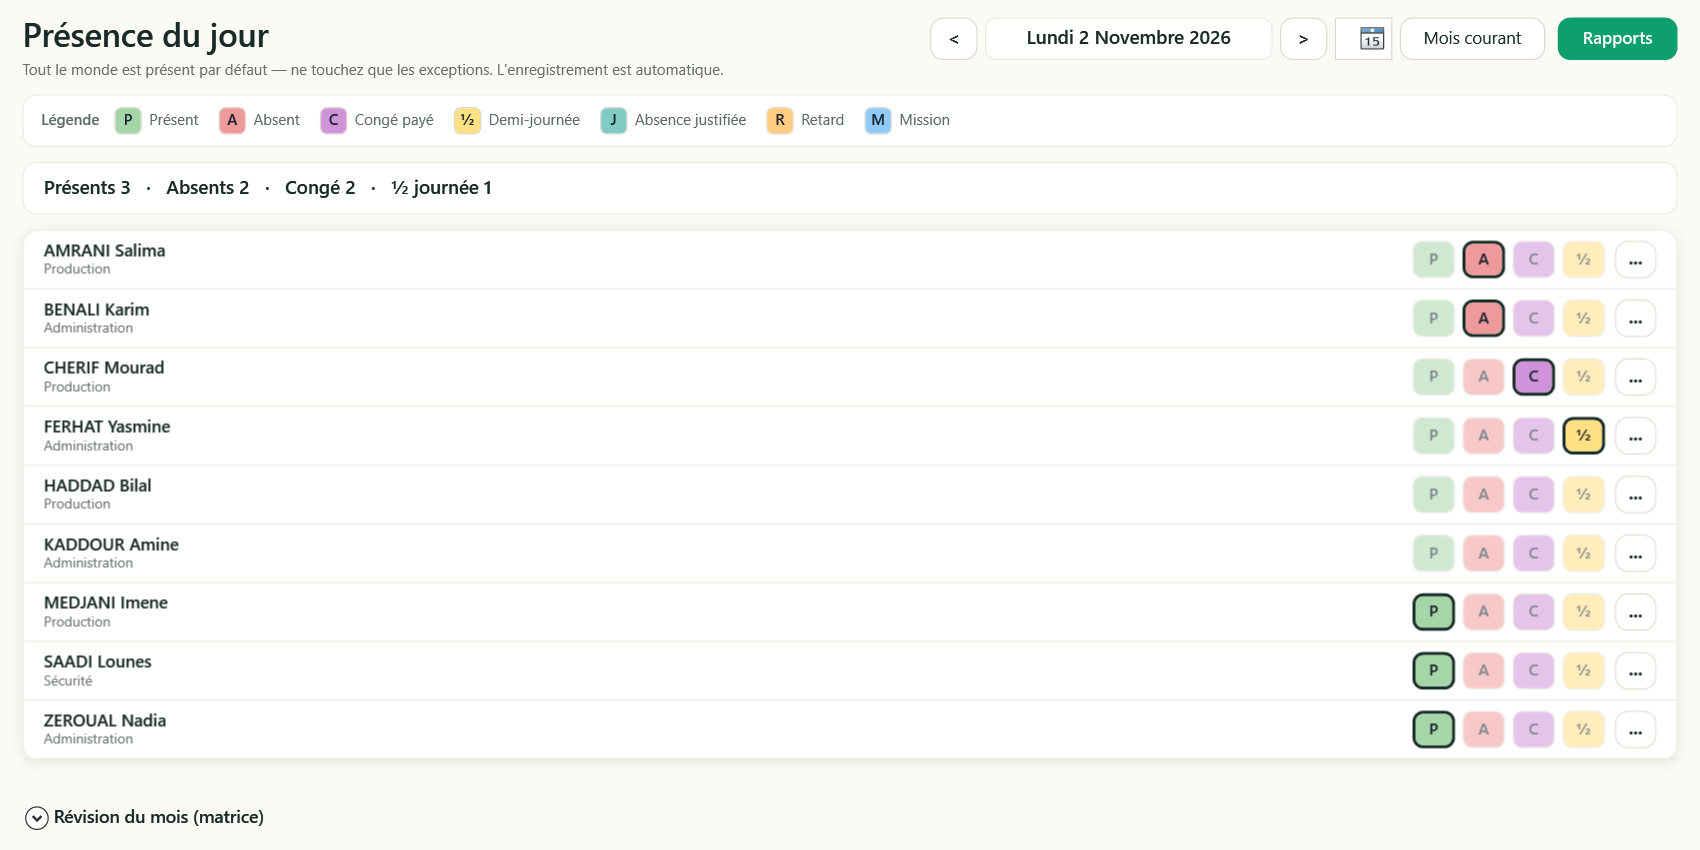 Présence du jour
Tout le monde est présent par défaut — ne touchez que les exceptions. L'enregistrement est automatique.
< Lundi 2 Novembre 2026 > 15 Mois courant Rapports
Légende P Présent A Absent C Congé payé ½ Demi-journée J Absence justifiée R Retard M Mission
Présents 3 · Absents 2 · Congé 2 · ½ journée 1
AMRANI Salima
Production
P A C ½ ...
BENALI Karim
Administration
P A C ½ ...
CHERIF Mourad
Production
P A C ½ ...
FERHAT Yasmine
Administration
P A C ½ ...
HADDAD Bilal
Production
P A C ½ ...
KADDOUR Amine
Administration
P A C ½ ...
MEDJANI Imene
Production
P A C ½ ...
SAADI Lounes
Sécurité
P A C ½ ...
ZEROUAL Nadia
Administration
P A C ½ ...
Révision du mois (matrice)